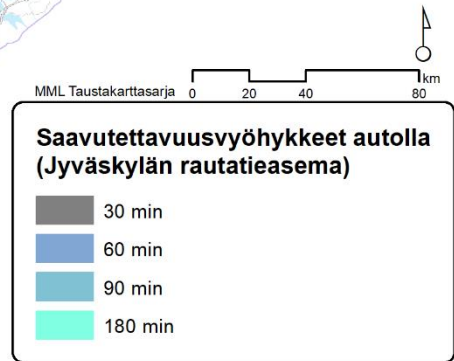 km
MML Taustakarttasarja 0 20 40 80
Saavutettavuusvyöhykkeet autolla
(Jyväskylän rautatieasema)
30 min
60 min
90 min
180 min